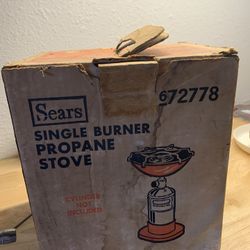 Sears
672778
SINGLE BURNER
PROPANE
STOVE
CYLINDER
NOT
INCLUDED